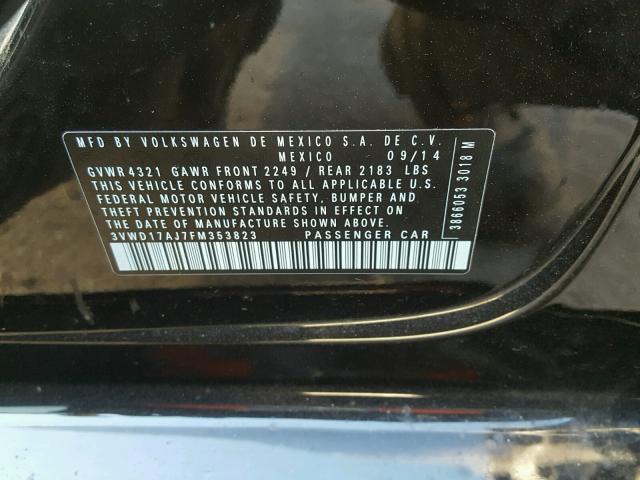 MFD BY VOLKSWAGEN DE MEXICO S.A. DE C.V.
MEXICO 09/14
GVWR 4321 GAWR FRONT 2249 / REAR 2183 LBS
THIS VEHICLE CONFORMS TO ALL APPLICABLE U.S.
FEDERAL MOTOR VEHICLE SAFETY, BUMPER AND
THEFT PREVENTION STANDARDS IN EFFECT ON THE
DATE OF MANUFACTURE SHOWN ABOVE.
3VWD17AJ7FM353823 PASSENGER CAR
3866053 3018 M